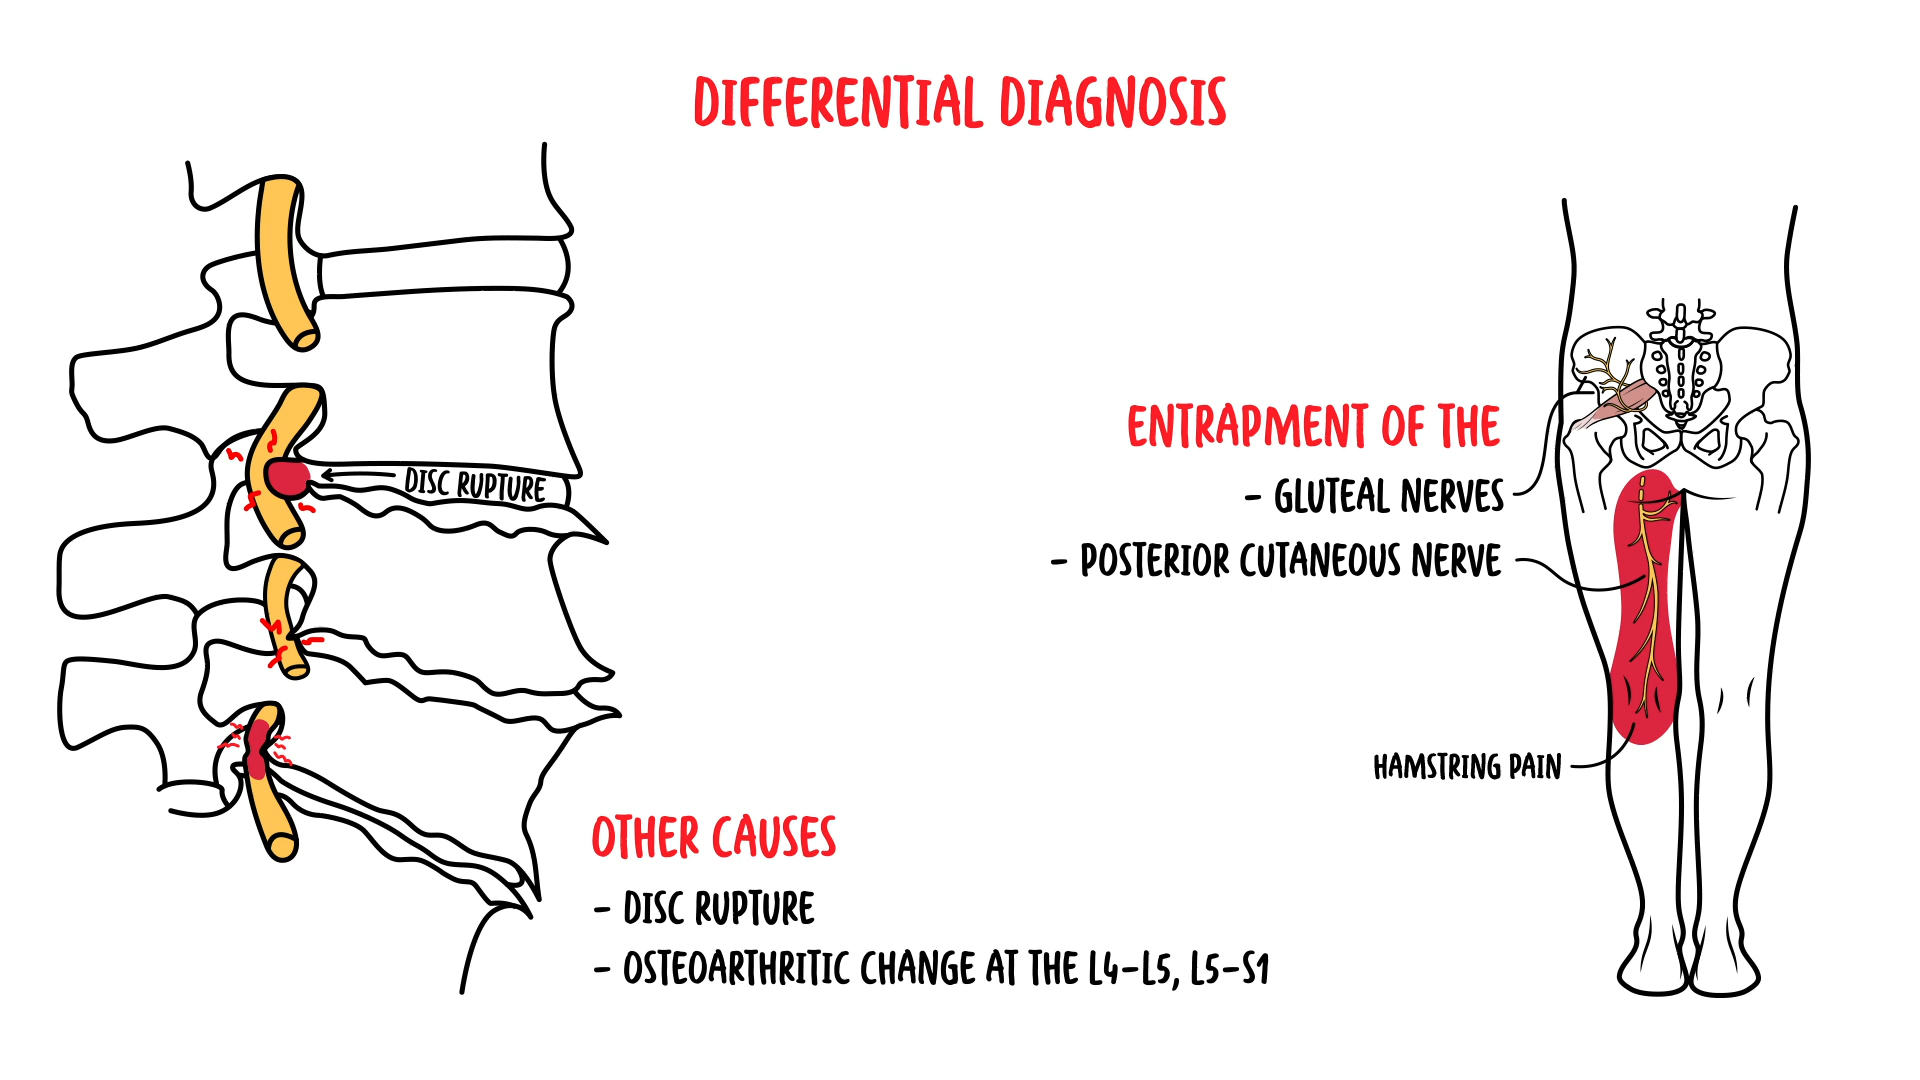 DIFFERENTIAL DIAGNOSIS
DISC RUPTURE
ENTRAPMENT OF THE
- GLUTEAL NERVES
- POSTERIOR CUTANEOUS NERVE
HAMSTRING PAIN
OTHER CAUSES
- DISC RUPTURE
- OSTEOARTHRITIC CHANGE AT THE L4-L5, L5-S1